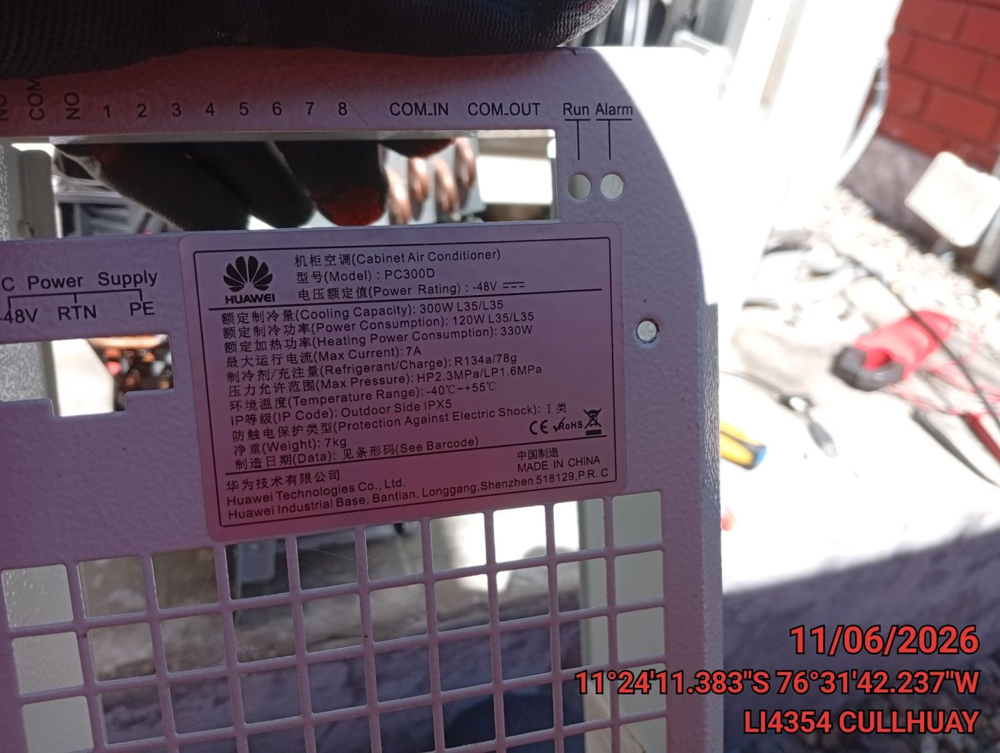 NC COM NO 1 2 3 4 5 6 7 8 COM_IN COM_OUT Run Alarm
Power Supply
-48V RTN PE
HUAWEI
机柜空调(Cabinet Air Conditioner)
型号(Model) : PC300D
电压额定值(Power Rating) : -48V
额定制冷量(Cooling Capacity): 300W L35/L35
额定制冷功率(Power Consumption): 120W L35/L35
额定加热功率(Heating Power Consumption): 330W
最大运行电流(Max Current): 7A
制冷剂/充注量(Refrigerant/Charge): R134a/78g
压力允许范围(Max Pressure): HP2.3MPa/LP1.6MPa
环境温度(Temperature Range): -40℃~+55℃
IP等级(IP Code): Outdoor Side IPX5
防触电保护类型(Protection Against Electric Shock): I 类
净重(Weight): 7kg
CE RoHS
制造日期(Data): 见条形码(See Barcode)
华为技术有限公司
中国制造
MADE IN CHINA
Huawei Technologies Co., Ltd.
Huawei Industrial Base, Bantian, Longgang,Shenzhen 518129,P.R. C
11/06/2026
11°24'11.383"S 76°31'42.237"W
LI4354 CULLHUAY